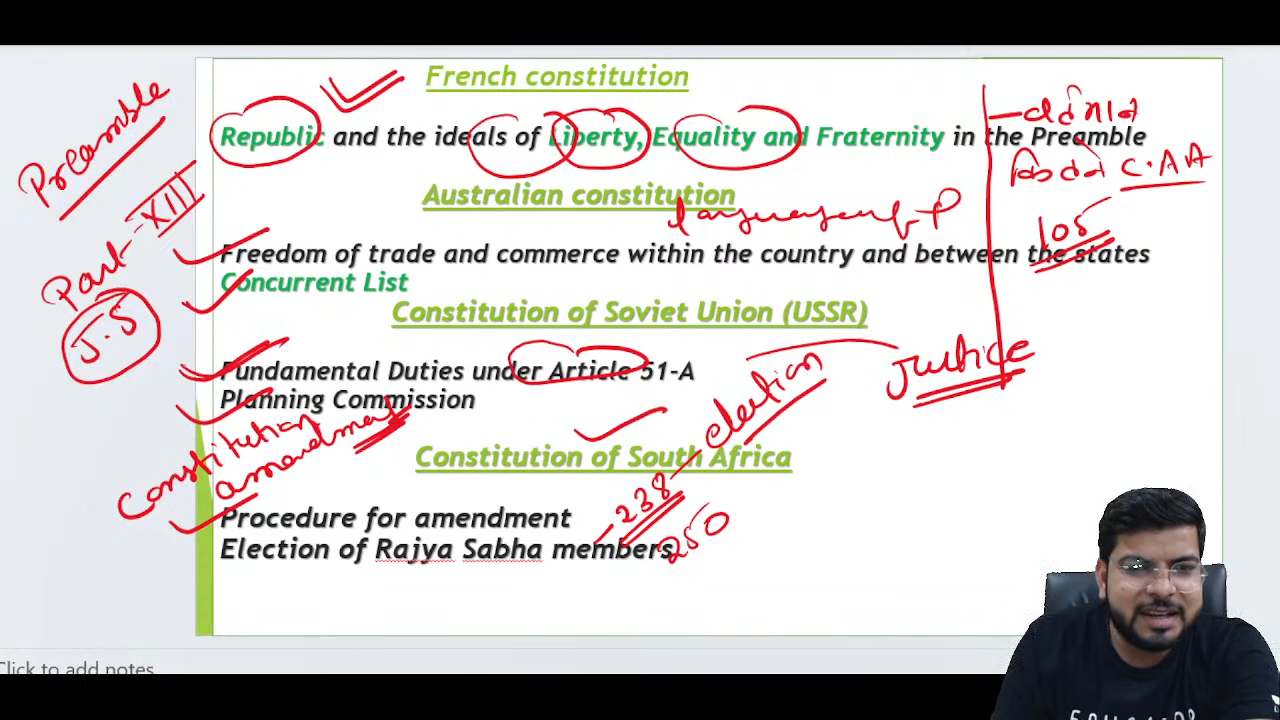 French constitution
Republic and the ideals of Liberty, Equality and Fraternity in the Preamble
Australian constitution
Freedom of trade and commerce within the country and between the states
Concurrent List
Constitution of Soviet Union (USSR)
Fundamental Duties under Article 51-A
Planning Commission
Constitution of South Africa
Procedure for amendment
Election of Rajya Sabha members
Preamble
Part-XIII
J.S
Constitution
amendment
238 election
250
Justice
C.A A
105
Click to add notes